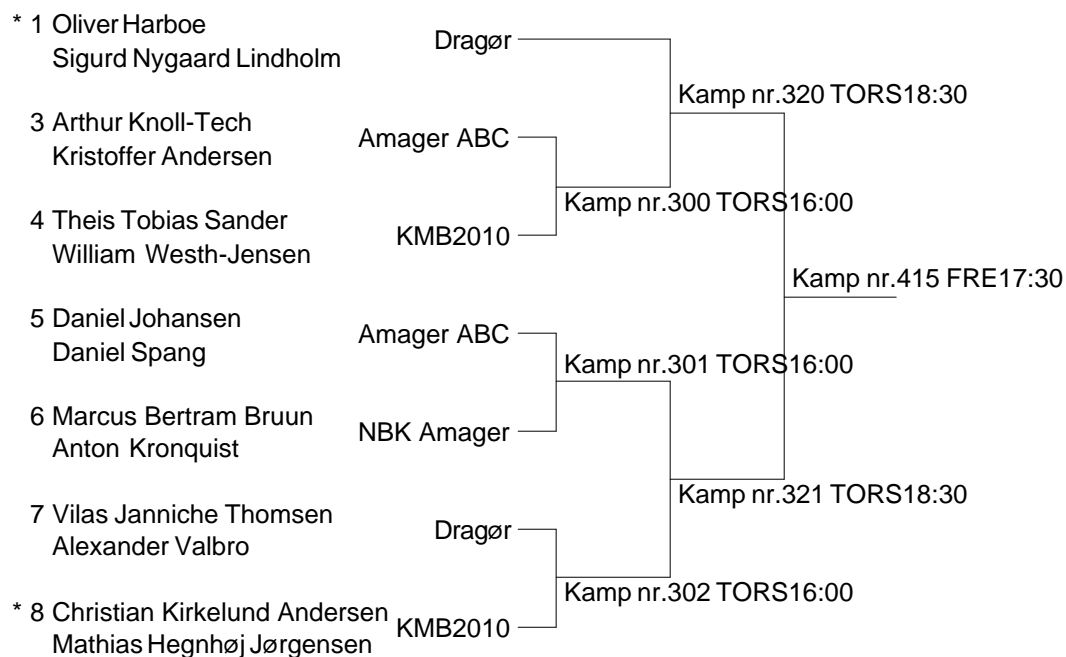 * 1 Oliver Harboe
Sigurd Nygaard Lindholm
Dragør
Kamp nr.320 TORS18:30
3 Arthur Knoll-Tech
Kristoffer Andersen
Amager ABC
Kamp nr.300 TORS16:00
4 Theis Tobias Sander
William Westh-Jensen
KMB2010
Kamp nr.415 FRE17:30
5 Daniel Johansen
Daniel Spang
Amager ABC
Kamp nr.301 TORS16:00
6 Marcus Bertram Bruun
Anton Kronquist
NBK Amager
Kamp nr.321 TORS18:30
7 Vilas Janniche Thomsen
Alexander Valbro
Dragør
Kamp nr.302 TORS16:00
* 8 Christian Kirkelund Andersen
Mathias Hegnhøj Jørgensen
KMB2010